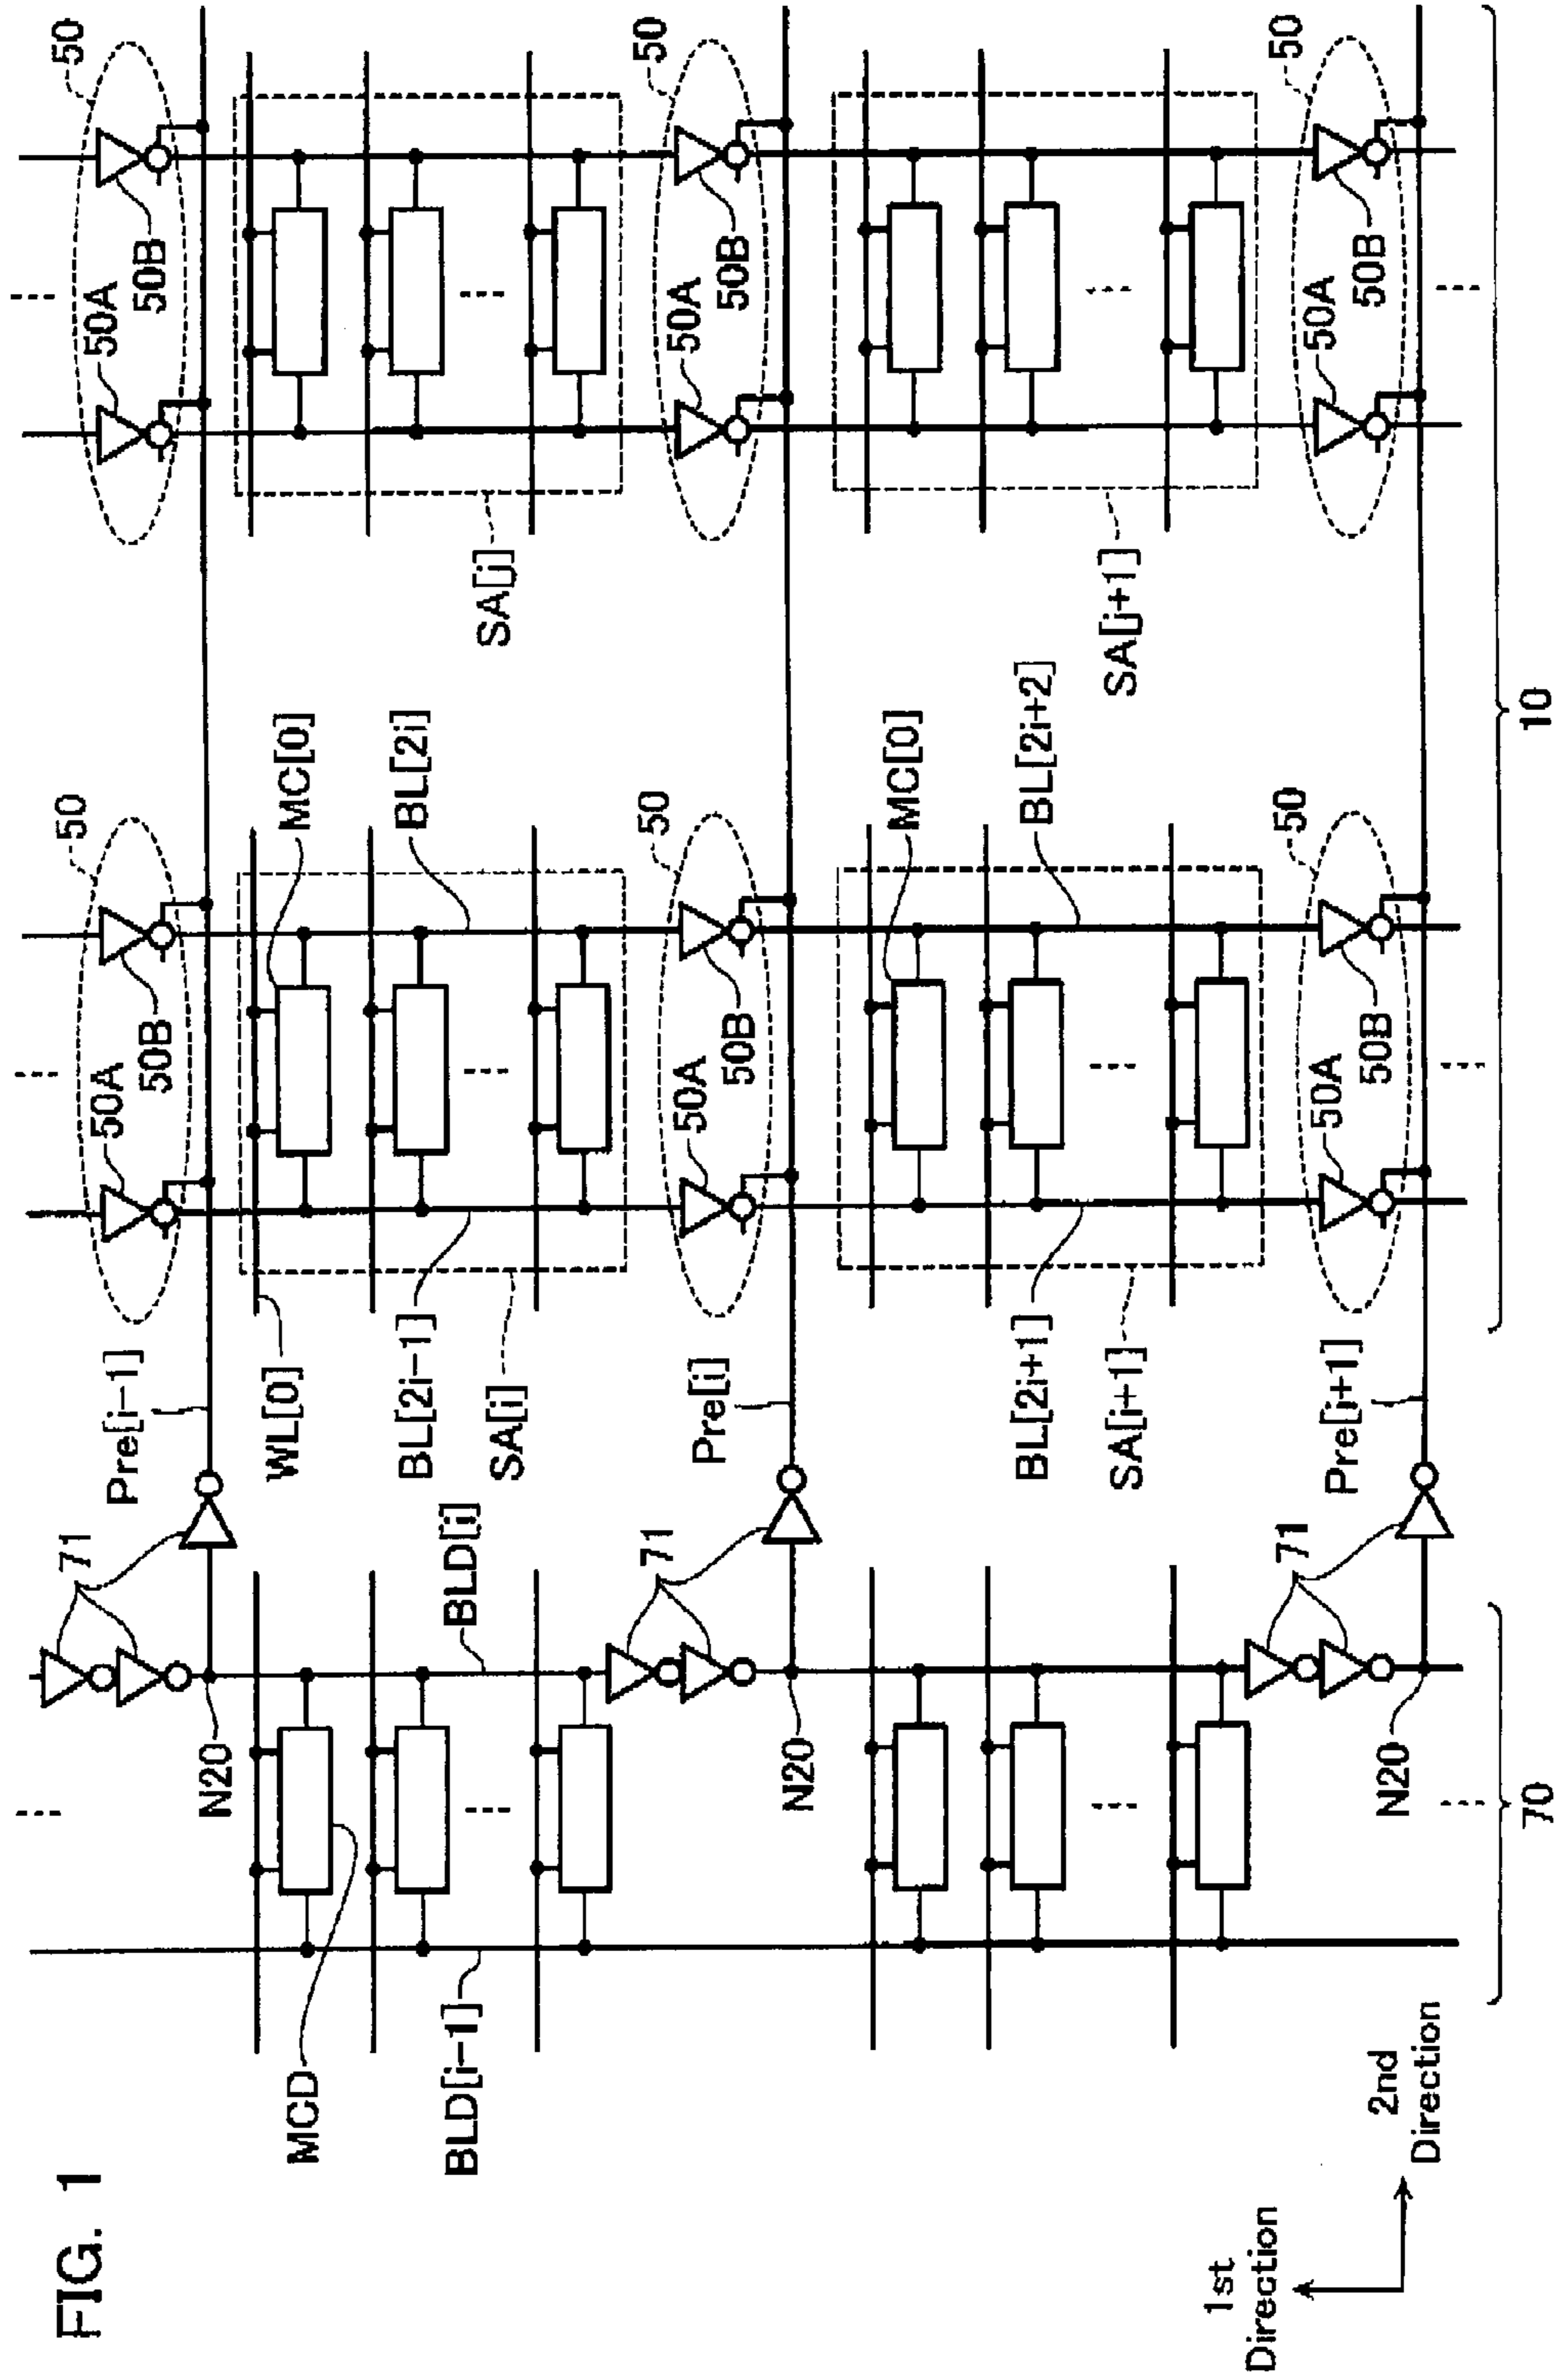 FIG. 1
71
50
50
Pre[i-1]
50A
50A
50B
50B
N20
WL[0]
MC[0]
MCD
BL[2i-1]
BL[2i]
BLD[i-1]
BLD[i]
SA[i]
SA[j]
71
50
50
Pre[i]
50A
50A
50B
50B
N20
MC[0]
BL[2i+1]
BL[2i+2]
SA[i+1]
SA[j+1]
71
50
50
Pre[i+1]
50A
50A
50B
50B
N20
1st
Direction
2nd
Direction
70
10